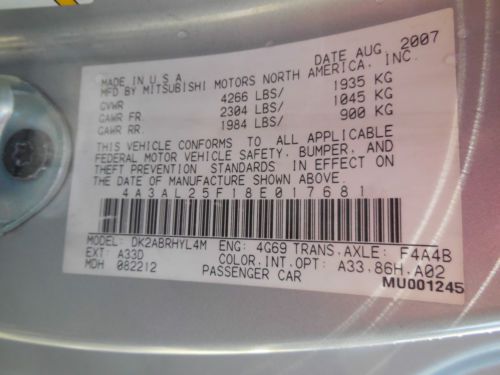 DATE AUG. 2007
MADE IN U.S.A.
MFD BY MITSUBISHI MOTORS NORTH AMERICA, INC.
GVWR 4266 LBS/ 1935 KG
GAWR FR. 2304 LBS/ 1045 KG
GAWR RR. 1984 LBS/ 900 KG
THIS VEHICLE CONFORMS TO ALL APPLICABLE
FEDERAL MOTOR VEHICLE SAFETY, BUMPER, AND
THEFT PREVENTION STANDARDS IN EFFECT ON
THE DATE OF MANUFACTURE SHOWN ABOVE.
4A3AL25F18E017681
MODEL: DK2ABRHYL4M ENG: 4G69 TRANS.AXLE: F4A4B
EXT: A33D COLOR.INT.OPT: A33.86H.A02
MDH 082212 PASSENGER CAR
MU001245